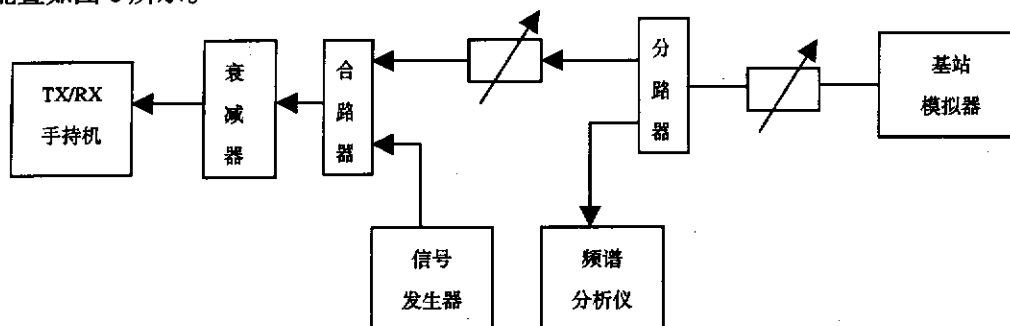 TX/RX
手持机
衰
减
器
合
路
器
分
路
器
基站
模拟器
信号
发生器
频谱
分析仪